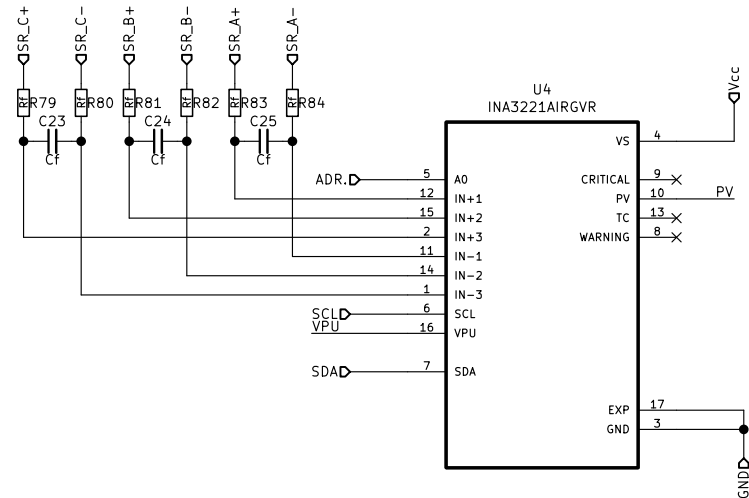 SR_C+ SR_C- SR_B+ SR_B- SR_A+ SR_A-
Rf R79 Rf R80 Rf R81 Rf R82 Rf R83 Rf R84
C23 C24 C25
Cf Cf Cf
U4
INA3221AIRGVR
Vcc
VS 4
ADR. 5 A0 CRITICAL 9
12 IN+1 PV 10 PV
15 IN+2 TC 13
2 IN+3 WARNING 8
11 IN-1
14 IN-2
1 IN-3
SCL 6 SCL
VPU 16 VPU
SDA 7 SDA
EXP 17
GND 3
GND